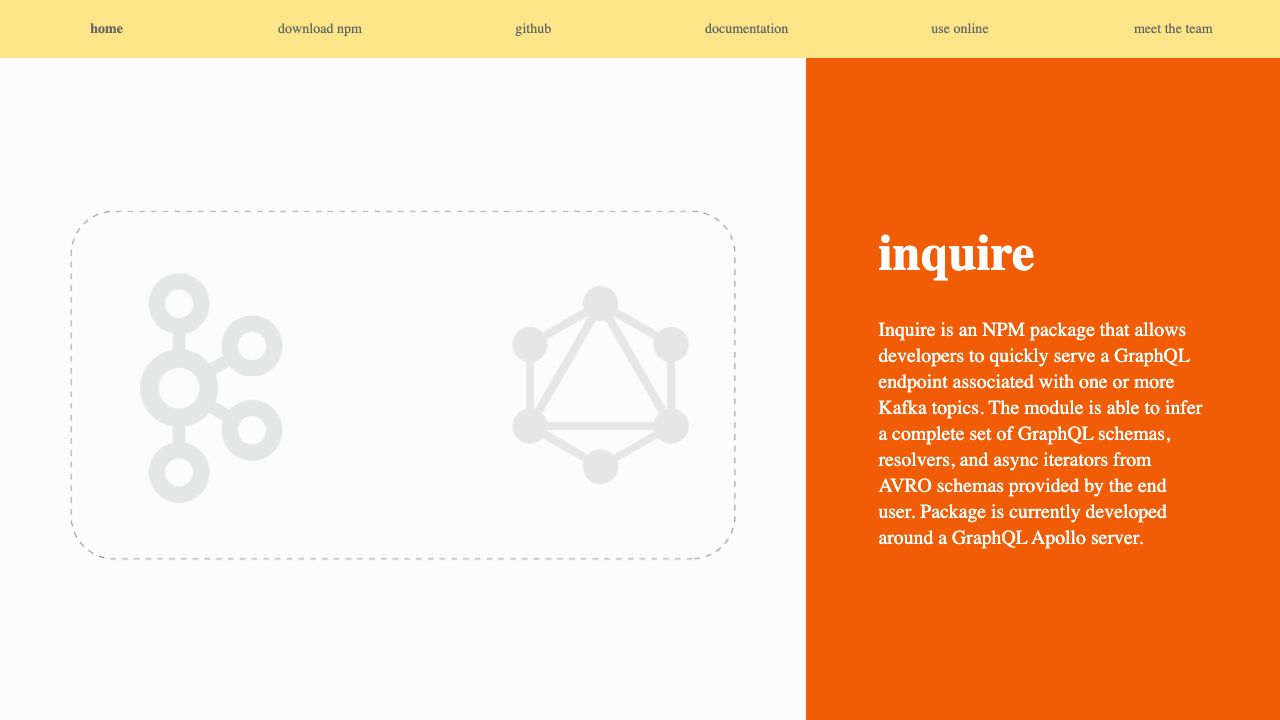 home download npm github documentation use online meet the team
inquire
Inquire is an NPM package that allows
developers to quickly serve a GraphQL
endpoint associated with one or more
Kafka topics. The module is able to infer
a complete set of GraphQL schemas,
resolvers, and async iterators from
AVRO schemas provided by the end
user. Package is currently developed
around a GraphQL Apollo server.